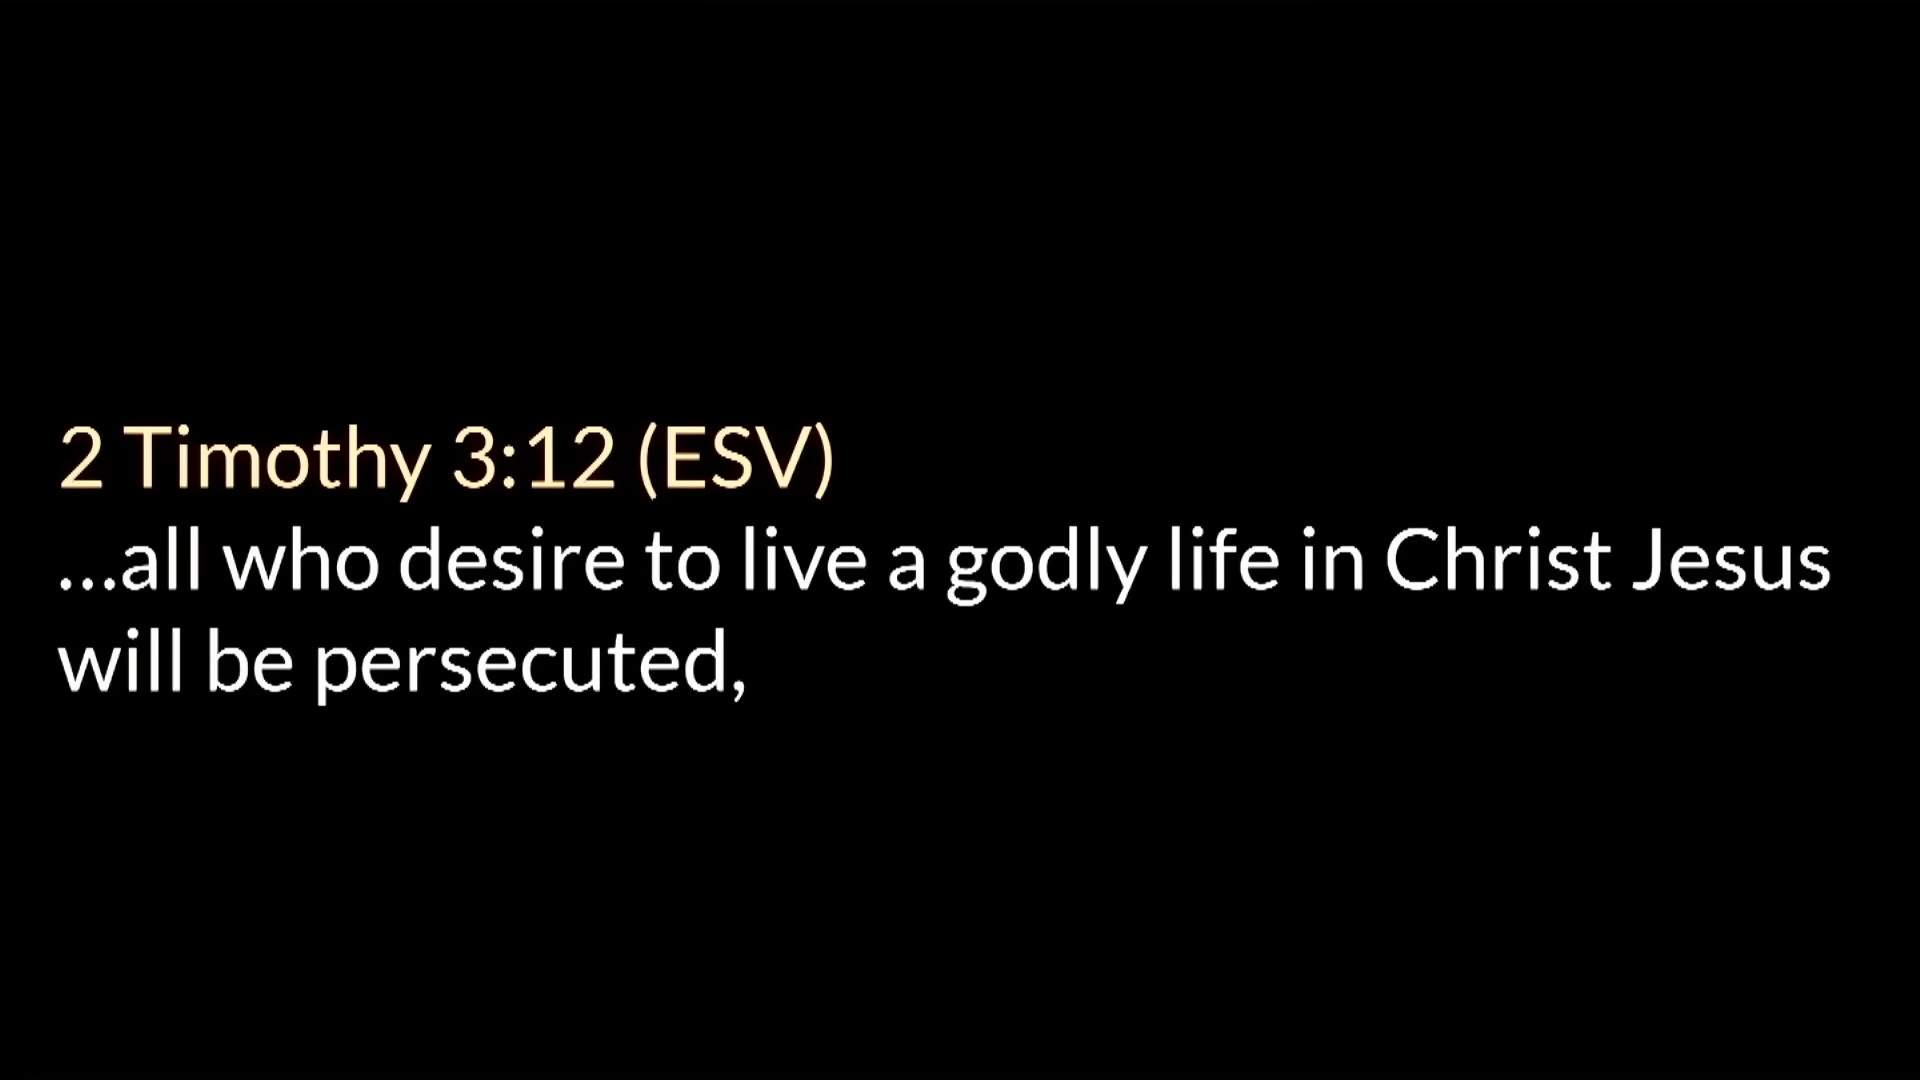 2 Timothy 3:12 (ESV)
...all who desire to live a godly life in Christ Jesus
will be persecuted,